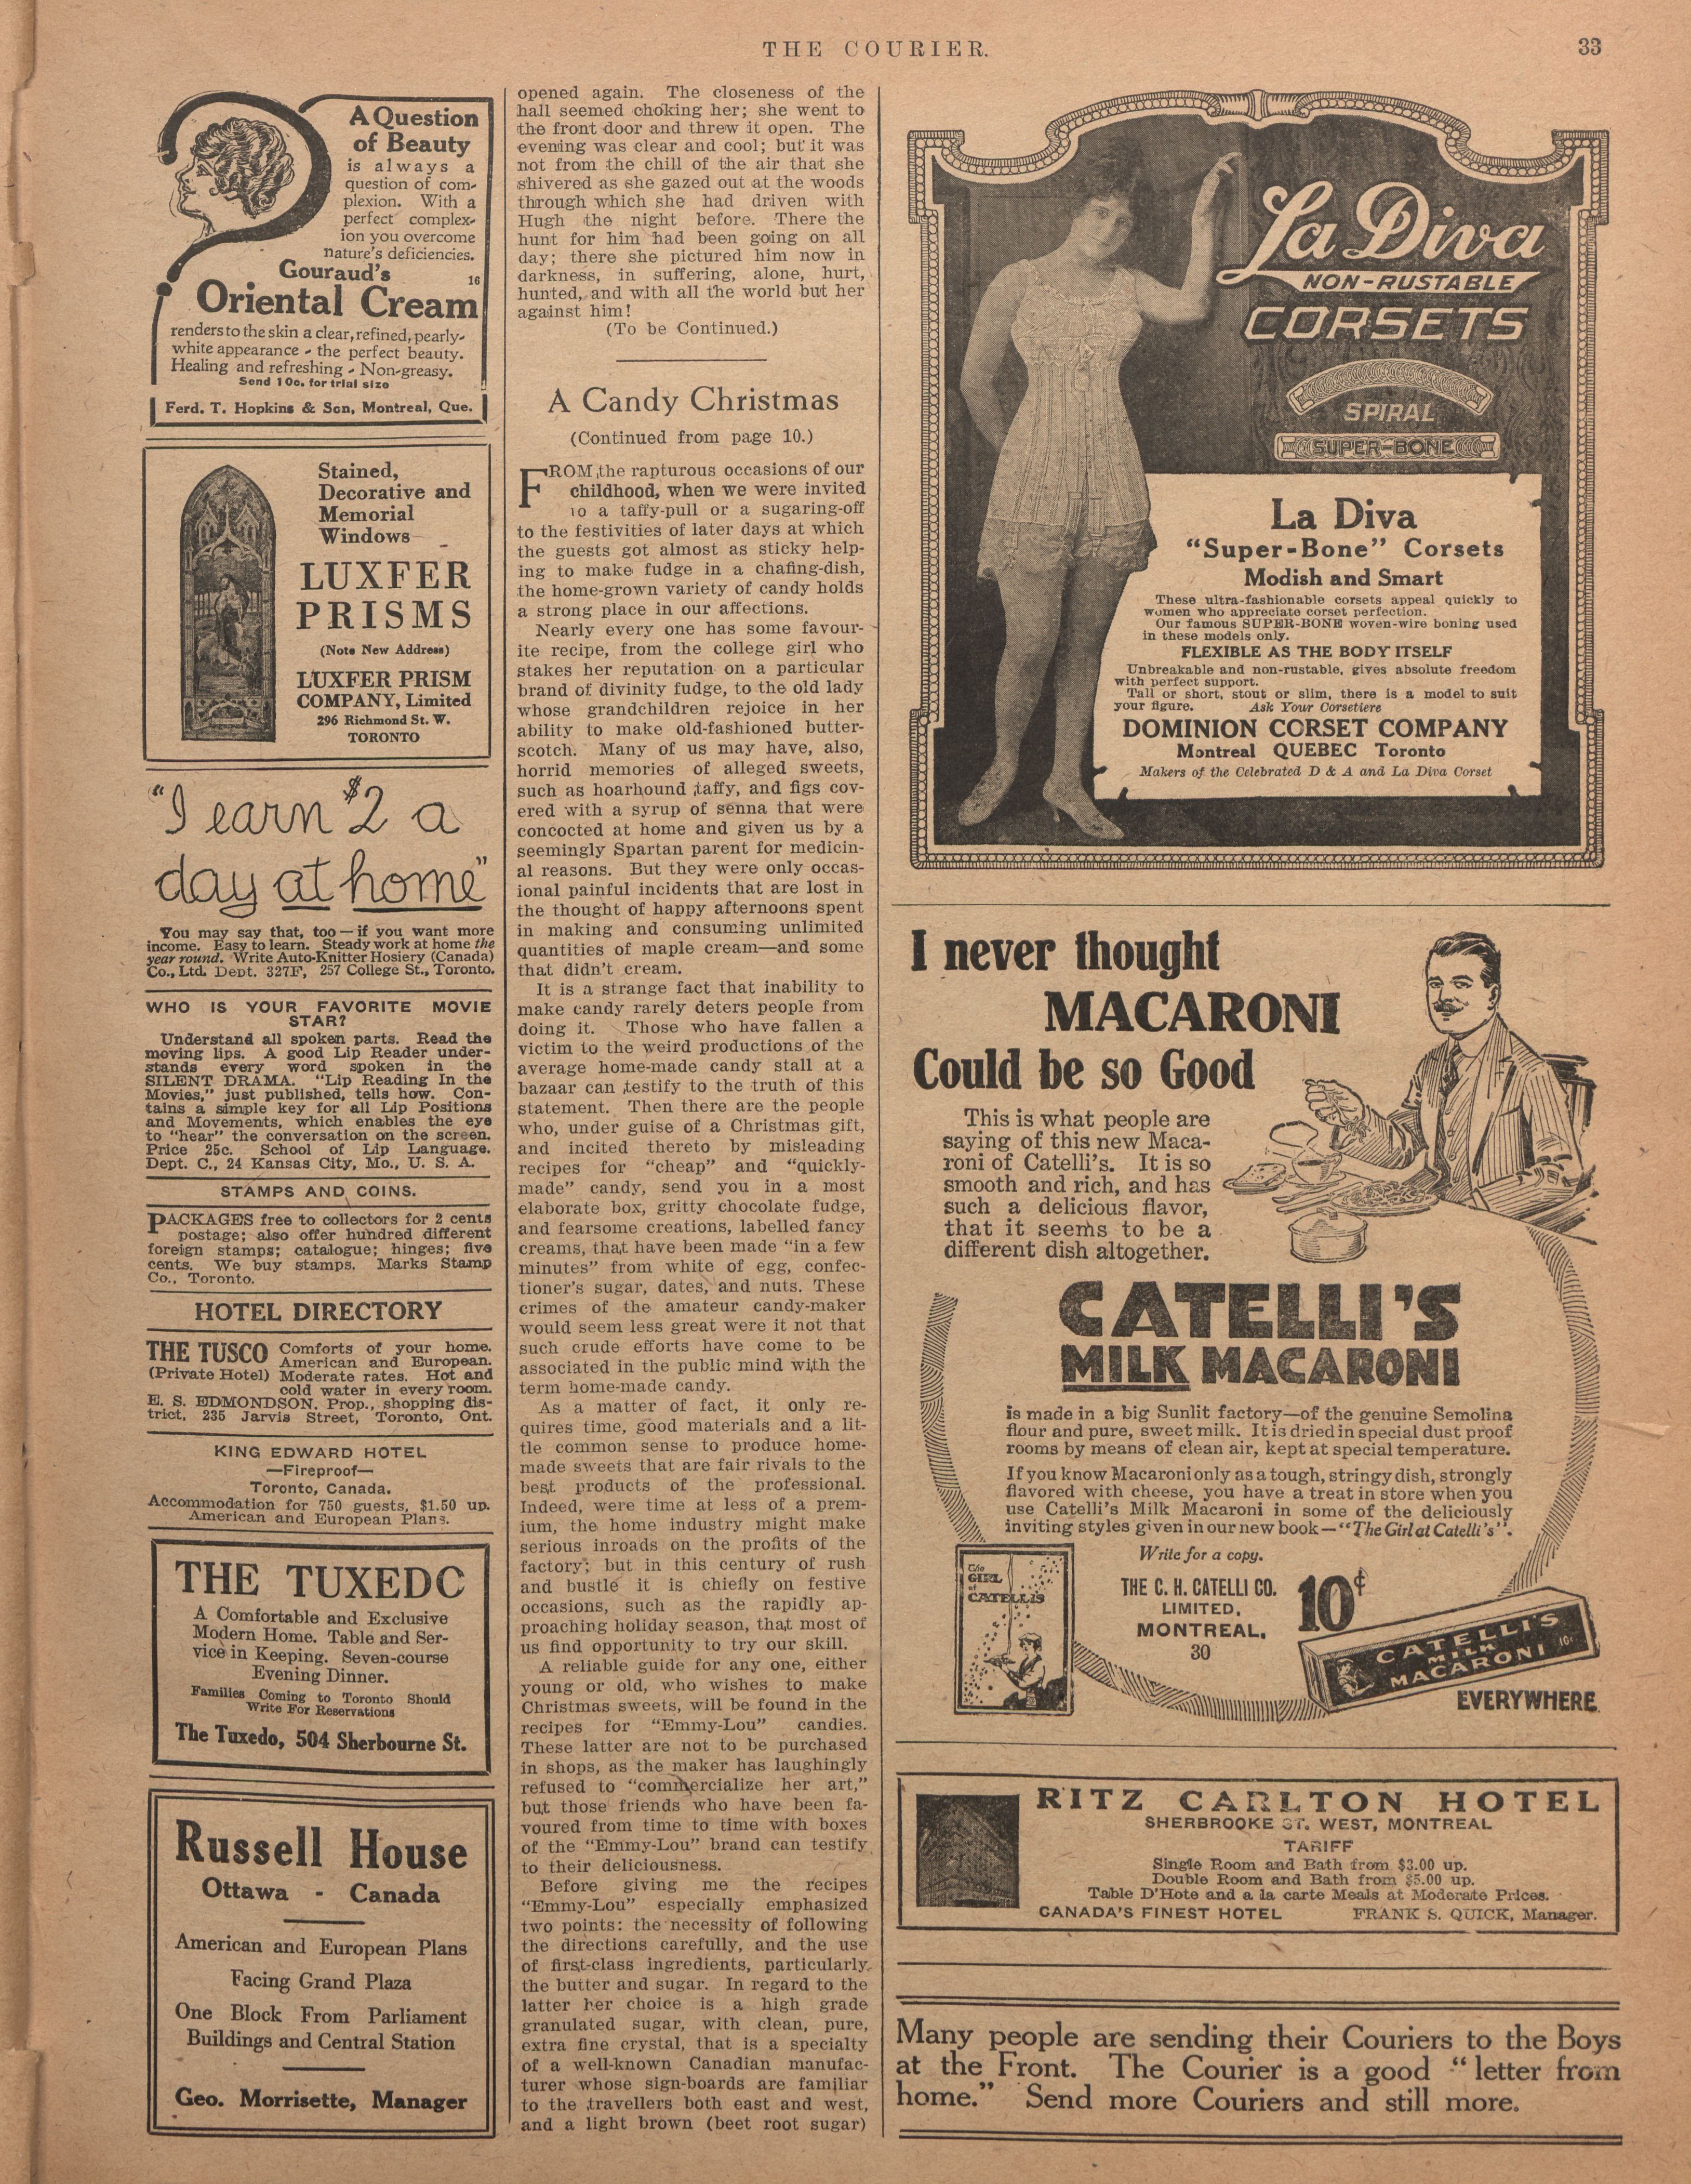 THE COURIER.
33
A Question
of Beauty
is always a
question of com-
plexion. With a
perfect complex-
ion you overcome
nature's deficiencies.
Gouraud's
16
Oriental Cream
renders to the skin a clear, refined, pearly-
white appearance - the perfect beauty.
Healing and refreshing - Non-greasy.
Send 10c. for trial size
Ferd. T. Hopkins & Son, Montreal, Que.
Stained,
Decorative and
Memorial
Windows
LUXFER
PRISMS
(Note New Address)
LUXFER PRISM
COMPANY, Limited
296 Richmond St. W.
TORONTO
"I earn $2 a
day at home"
You may say that, too—if you want more
income. Easy to learn. Steady work at home the
year round. Write Auto-Knitter Hosiery (Canada)
Co., Ltd. Dept. 327F, 257 College St., Toronto.
WHO IS YOUR FAVORITE MOVIE
STAR?
Understand all spoken parts. Read the
moving lips. A good Lip Reader under-
stands every word spoken in the
SILENT DRAMA. "Lip Reading In the
Movies," just published, tells how. Con-
tains a simple key for all Lip Positions
and Movements, which enables the eye
to "hear" the conversation on the screen.
Price 25c. School of Lip Language.
Dept. C., 24 Kansas City, Mo., U. S. A.
STAMPS AND COINS.
PACKAGES free to collectors for 2 cents
postage; also offer hundred different
foreign stamps; catalogue; hinges; five
cents. We buy stamps. Marks Stamp
Co., Toronto.
HOTEL DIRECTORY
THE TUSCO Comforts of your home.
American and European.
(Private Hotel) Moderate rates. Hot and
cold water in every room.
E. S. EDMONDSON, Prop., shopping dis-
trict, 235 Jarvis Street, Toronto, Ont.
KING EDWARD HOTEL
—Fireproof—
Toronto, Canada.
Accommodation for 750 guests, $1.50 up.
American and European Plans.
THE TUXEDO
A Comfortable and Exclusive
Modern Home. Table and Ser-
vice in Keeping. Seven-course
Evening Dinner.
Families Coming to Toronto Should
Write For Reservations
The Tuxedo, 504 Sherbourne St.
Russell House
Ottawa - Canada
American and European Plans
Facing Grand Plaza
One Block From Parliament
Buildings and Central Station
Geo. Morrisette, Manager
opened again. The closeness of the
hall seemed choking her; she went to
the front door and threw it open. The
evening was clear and cool; but it was
not from the chill of the air that she
shivered as she gazed out at the woods
through which she had driven with
Hugh the night before. There the
hunt for him had been going on all
day; there she pictured him now in
darkness, in suffering, alone, hurt,
hunted, and with all the world but her
against him!
(To be Continued.)
A Candy Christmas
(Continued from page 10.)
FROM the rapturous occasions of our
childhood, when we were invited
to a taffy-pull or a sugaring-off
to the festivities of later days at which
the guests got almost as sticky help-
ing to make fudge in a chafing-dish,
the home-grown variety of candy holds
a strong place in our affections.
Nearly every one has some favour-
ite recipe, from the college girl who
stakes her reputation on a particular
brand of divinity fudge, to the old lady
whose grandchildren rejoice in her
ability to make old-fashioned butter-
scotch. Many of us may have, also,
horrid memories of alleged sweets,
such as hoarhound taffy, and figs cov-
ered with a syrup of senna that were
concocted at home and given us by a
seemingly Spartan parent for medicin-
al reasons. But they were only occas-
ional painful incidents that are lost in
the thought of happy afternoons spent
in making and consuming unlimited
quantities of maple cream—and some
that didn't cream.
It is a strange fact that inability to
make candy rarely deters people from
doing it. Those who have fallen a
victim to the weird productions of the
average home-made candy stall at a
bazaar can testify to the truth of this
statement. Then there are the people
who, under guise of a Christmas gift,
and incited thereto by misleading
recipes for "cheap" and "quickly-
made" candy, send you in a most
elaborate box, gritty chocolate fudge,
and fearsome creations, labelled fancy
creams, that have been made "in a few
minutes" from white of egg, confec-
tioner's sugar, dates, and nuts. These
crimes of the amateur candy-maker
would seem less great were it not that
such crude efforts have come to be
associated in the public mind with the
term home-made candy.
As a matter of fact, it only re-
quires time, good materials and a lit-
tle common sense to produce home-
made sweets that are fair rivals to the
best products of the professional.
Indeed, were time at less of a prem-
ium, the home industry might make
serious inroads on the profits of the
factory; but in this century of rush
and bustle it is chiefly on festive
occasions, such as the rapidly ap-
proaching holiday season, that most of
us find opportunity to try our skill.
A reliable guide for any one, either
young or old, who wishes to make
Christmas sweets, will be found in the
recipes for "Emmy-Lou" candies.
These latter are not to be purchased
in shops, as the maker has laughingly
refused to "commercialize her art,"
but those friends who have been fa-
voured from time to time with boxes
of the "Emmy-Lou" brand can testify
to their deliciousness.
Before giving me the recipes
"Emmy-Lou" especially emphasized
two points: the necessity of following
the directions carefully, and the use
of first-class ingredients, particularly
the butter and sugar. In regard to the
latter her choice is a high grade
granulated sugar, with clean, pure,
extra fine crystal, that is a specialty
of a well-known Canadian manufac-
turer whose sign-boards are familiar
to the travellers both east and west,
and a light brown (beet root sugar)
La Diva
NON-RUSTABLE
CORSETS
SPIRAL
SUPER-BONE
La Diva
"Super-Bone" Corsets
Modish and Smart
These ultra-fashionable corsets appeal quickly to
women who appreciate corset perfection.
Our famous SUPER-BONE woven-wire boning used
in these models only.
FLEXIBLE AS THE BODY ITSELF
Unbreakable and non-rustable, gives absolute freedom
with perfect support.
Tall or short, stout or slim, there is a model to suit
your figure. Ask Your Corsetiere
DOMINION CORSET COMPANY
Montreal QUEBEC Toronto
Makers of the Celebrated D & A and La Diva Corset
I never thought
MACARONI
Could be so Good
This is what people are
saying of this new Maca-
roni of Catelli's. It is so
smooth and rich, and has
such a delicious flavor,
that it seems to be a
different dish altogether.
CATELLI'S
MILK MACARONI
is made in a big Sunlit factory—of the genuine Semolina
flour and pure, sweet milk. It is dried in special dust proof
rooms by means of clean air, kept at special temperature.
If you know Macaroni only as a tough, stringy dish, strongly
flavored with cheese, you have a treat in store when you
use Catelli's Milk Macaroni in some of the deliciously
inviting styles given in our new book—"The Girl at Catelli's".
The
GIRL
at
CATELLI'S
Write for a copy.
THE C. H. CATELLI CO.
LIMITED,
MONTREAL.
30
10¢
CATELLI'S
MILK
MACARONI
10¢
EVERYWHERE
RITZ CARLTON HOTEL
SHERBROOKE ST. WEST, MONTREAL
TARIFF
Single Room and Bath from $3.00 up.
Double Room and Bath from $5.00 up.
Table D'Hote and a la carte Meals at Moderate Prices.
CANADA'S FINEST HOTEL FRANK S. QUICK, Manager.
Many people are sending their Couriers to the Boys
at the Front. The Courier is a good "letter from
home." Send more Couriers and still more.